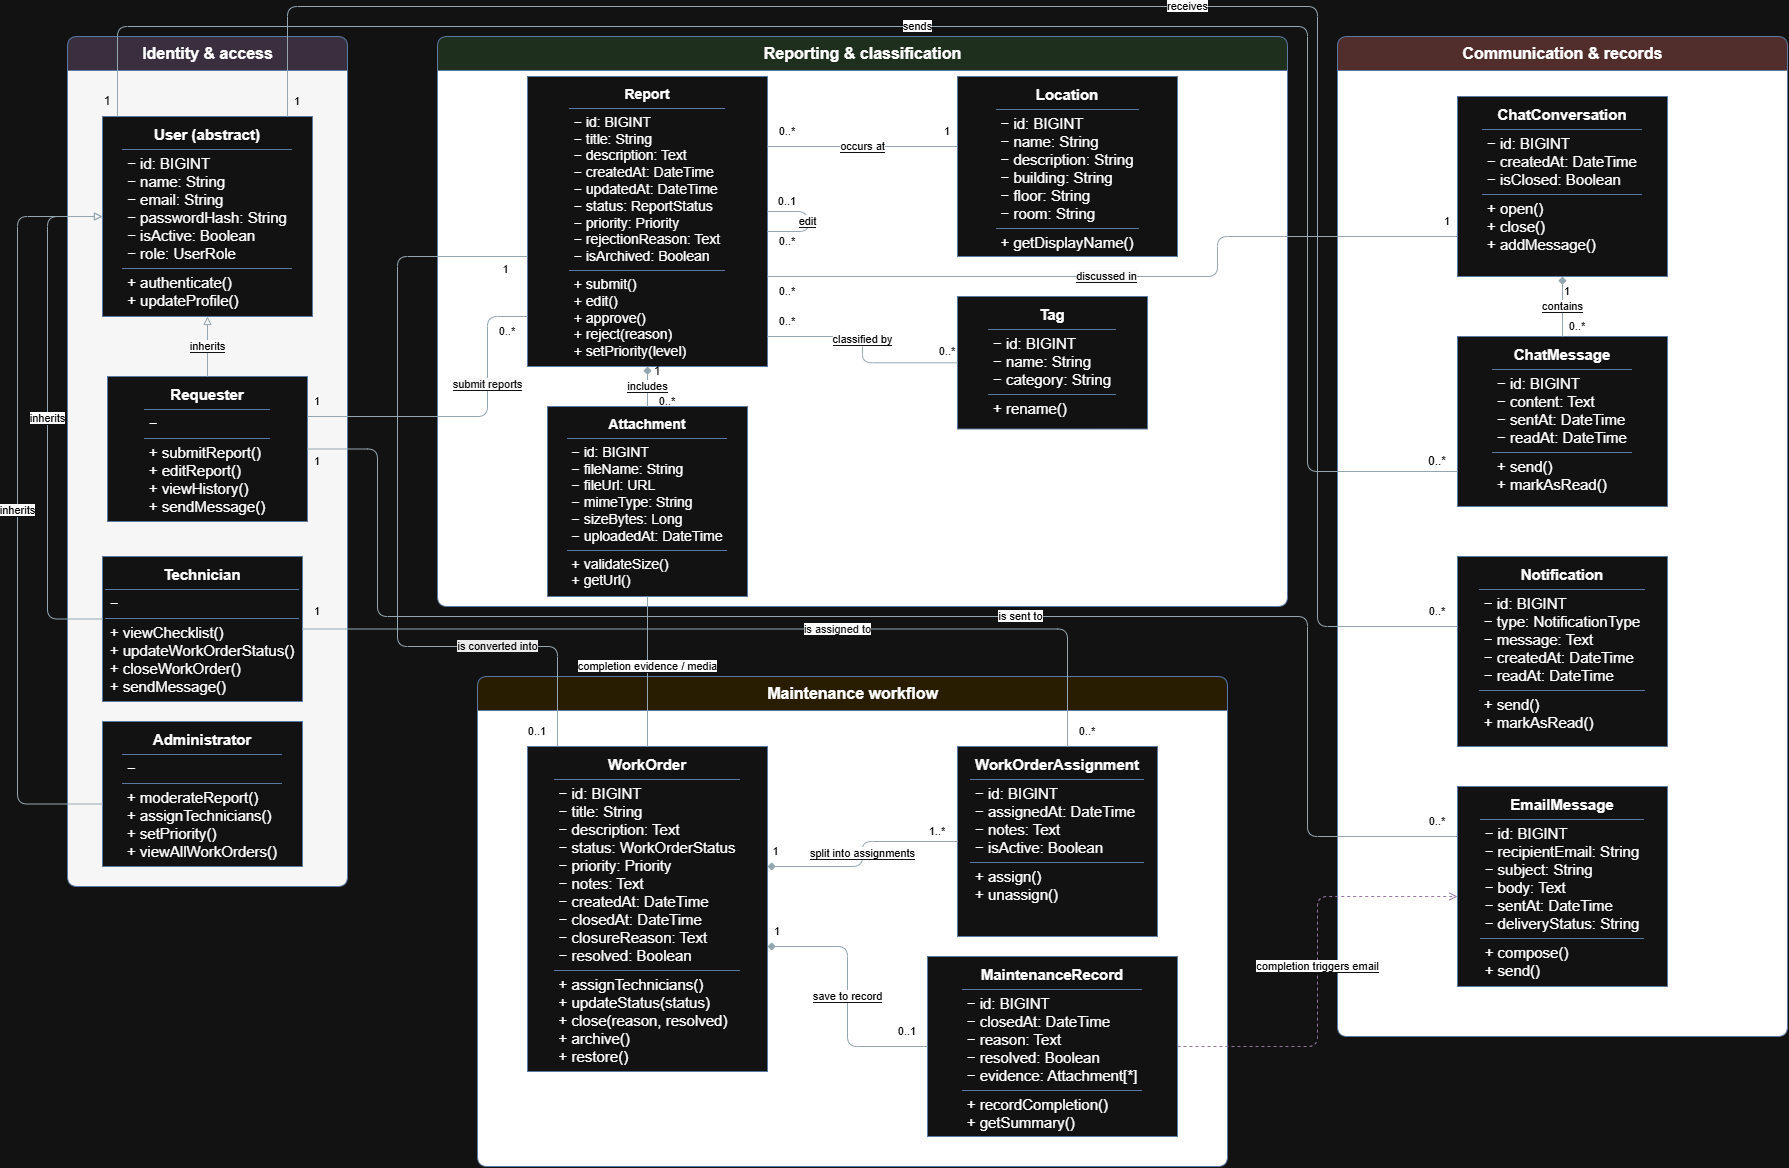 receives
sends
Identity & access
1
1
User (abstract)
− id: BIGINT
− name: String
− email: String
− passwordHash: String
− isActive: Boolean
− role: UserRole
+ authenticate()
+ updateProfile()
inherits
Requester
−
+ submitReport()
+ editReport()
+ viewHistory()
+ sendMessage()
1
1
inherits
inherits
Technician
−
+ viewChecklist()
+ updateWorkOrderStatus()
+ closeWorkOrder()
+ sendMessage()
1
Administrator
−
+ moderateReport()
+ assignTechnicians()
+ setPriority()
+ viewAllWorkOrders()
Reporting & classification
Report
− id: BIGINT
− title: String
− description: Text
− createdAt: DateTime
− updatedAt: DateTime
− status: ReportStatus
− priority: Priority
− rejectionReason: Text
− isArchived: Boolean
+ submit()
+ edit()
+ approve()
+ reject(reason)
+ setPriority(level)
1
0..*
submit reports
0..*
1
occurs at
0..1
edit
0..*
discussed in
0..*
0..*
classified by
0..*
Location
− id: BIGINT
− name: String
− description: String
− building: String
− floor: String
− room: String
+ getDisplayName()
Tag
− id: BIGINT
− name: String
− category: String
+ rename()
1
includes
0..*
Attachment
− id: BIGINT
− fileName: String
− fileUrl: URL
− mimeType: String
− sizeBytes: Long
− uploadedAt: DateTime
+ validateSize()
+ getUrl()
is sent to
is assigned to
is converted into
completion evidence / media
Maintenance workflow
0..1
0..*
WorkOrder
− id: BIGINT
− title: String
− description: Text
− status: WorkOrderStatus
− priority: Priority
− notes: Text
− createdAt: DateTime
− closedAt: DateTime
− closureReason: Text
− resolved: Boolean
+ assignTechnicians()
+ updateStatus(status)
+ close(reason, resolved)
+ archive()
+ restore()
1
split into assignments
1..*
1
save to record
0..1
WorkOrderAssignment
− id: BIGINT
− assignedAt: DateTime
− notes: Text
− isActive: Boolean
+ assign()
+ unassign()
MaintenanceRecord
− id: BIGINT
− closedAt: DateTime
− reason: Text
− resolved: Boolean
− evidence: Attachment[*]
+ recordCompletion()
+ getSummary()
completion triggers email
Communication & records
ChatConversation
− id: BIGINT
− createdAt: DateTime
− isClosed: Boolean
+ open()
+ close()
+ addMessage()
1
1
contains
0..*
ChatMessage
− id: BIGINT
− content: Text
− sentAt: DateTime
− readAt: DateTime
+ send()
+ markAsRead()
0..*
Notification
− id: BIGINT
− type: NotificationType
− message: Text
− createdAt: DateTime
− readAt: DateTime
+ send()
+ markAsRead()
0..*
EmailMessage
− id: BIGINT
− recipientEmail: String
− subject: String
− body: Text
− sentAt: DateTime
− deliveryStatus: String
+ compose()
+ send()
0..*